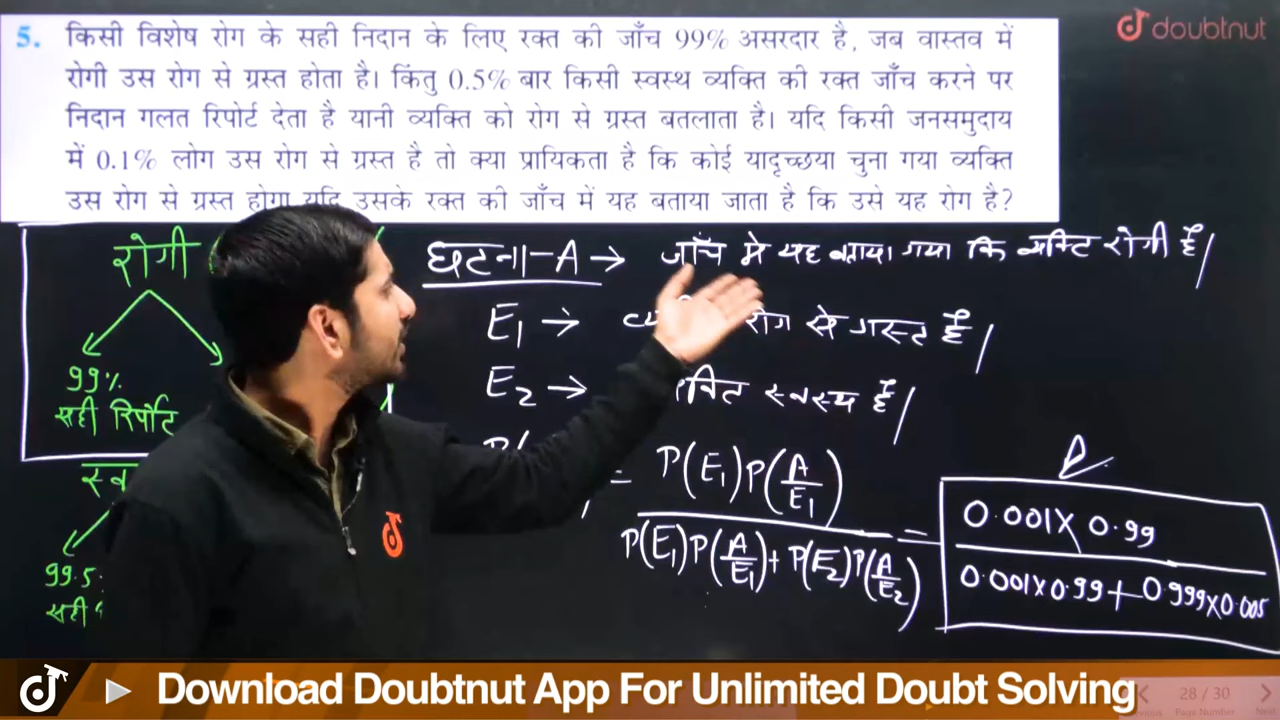 5. किसी विशेष रोग के सही निदान के लिए रक्त की जाँच 99% असरदार है, जब वास्तव में
रोगी उस रोग से ग्रस्त होता है। किंतु 0.5% बार किसी स्वस्थ व्यक्ति की रक्त जाँच करने पर
निदान गलत रिपोर्ट देता है यानी व्यक्ति को रोग से ग्रस्त बतलाता है। यदि किसी जनसमुदाय
में 0.1% लोग उस रोग से ग्रस्त है तो क्या प्रायिकता है कि कोई यादृच्छया चुना गया व्यक्ति
उस रोग से ग्रस्त होगा यदि उसके रक्त की जाँच में यह बताया जाता है कि उसे यह रोग है?
doubtnut
रोगी
99%
सही रिपोर्ट
स्व
99.5
सही
घटना-A → जाँच मे यह बताया गया कि व्यक्ति रोगी है|
E₁ → रोग से ग्रस्ट है|
E₂ → स्वस्थ है|
= P(E₁)P(A/E₁) / P(E₁)P(A/E₁)+P(E₂)P(A/E₂) = 0.001× 0.99 / 0.001×0.99+0.999×0.005
Download Doubtnut App For Unlimited Doubt Solving
28 / 30
Page Number
Next